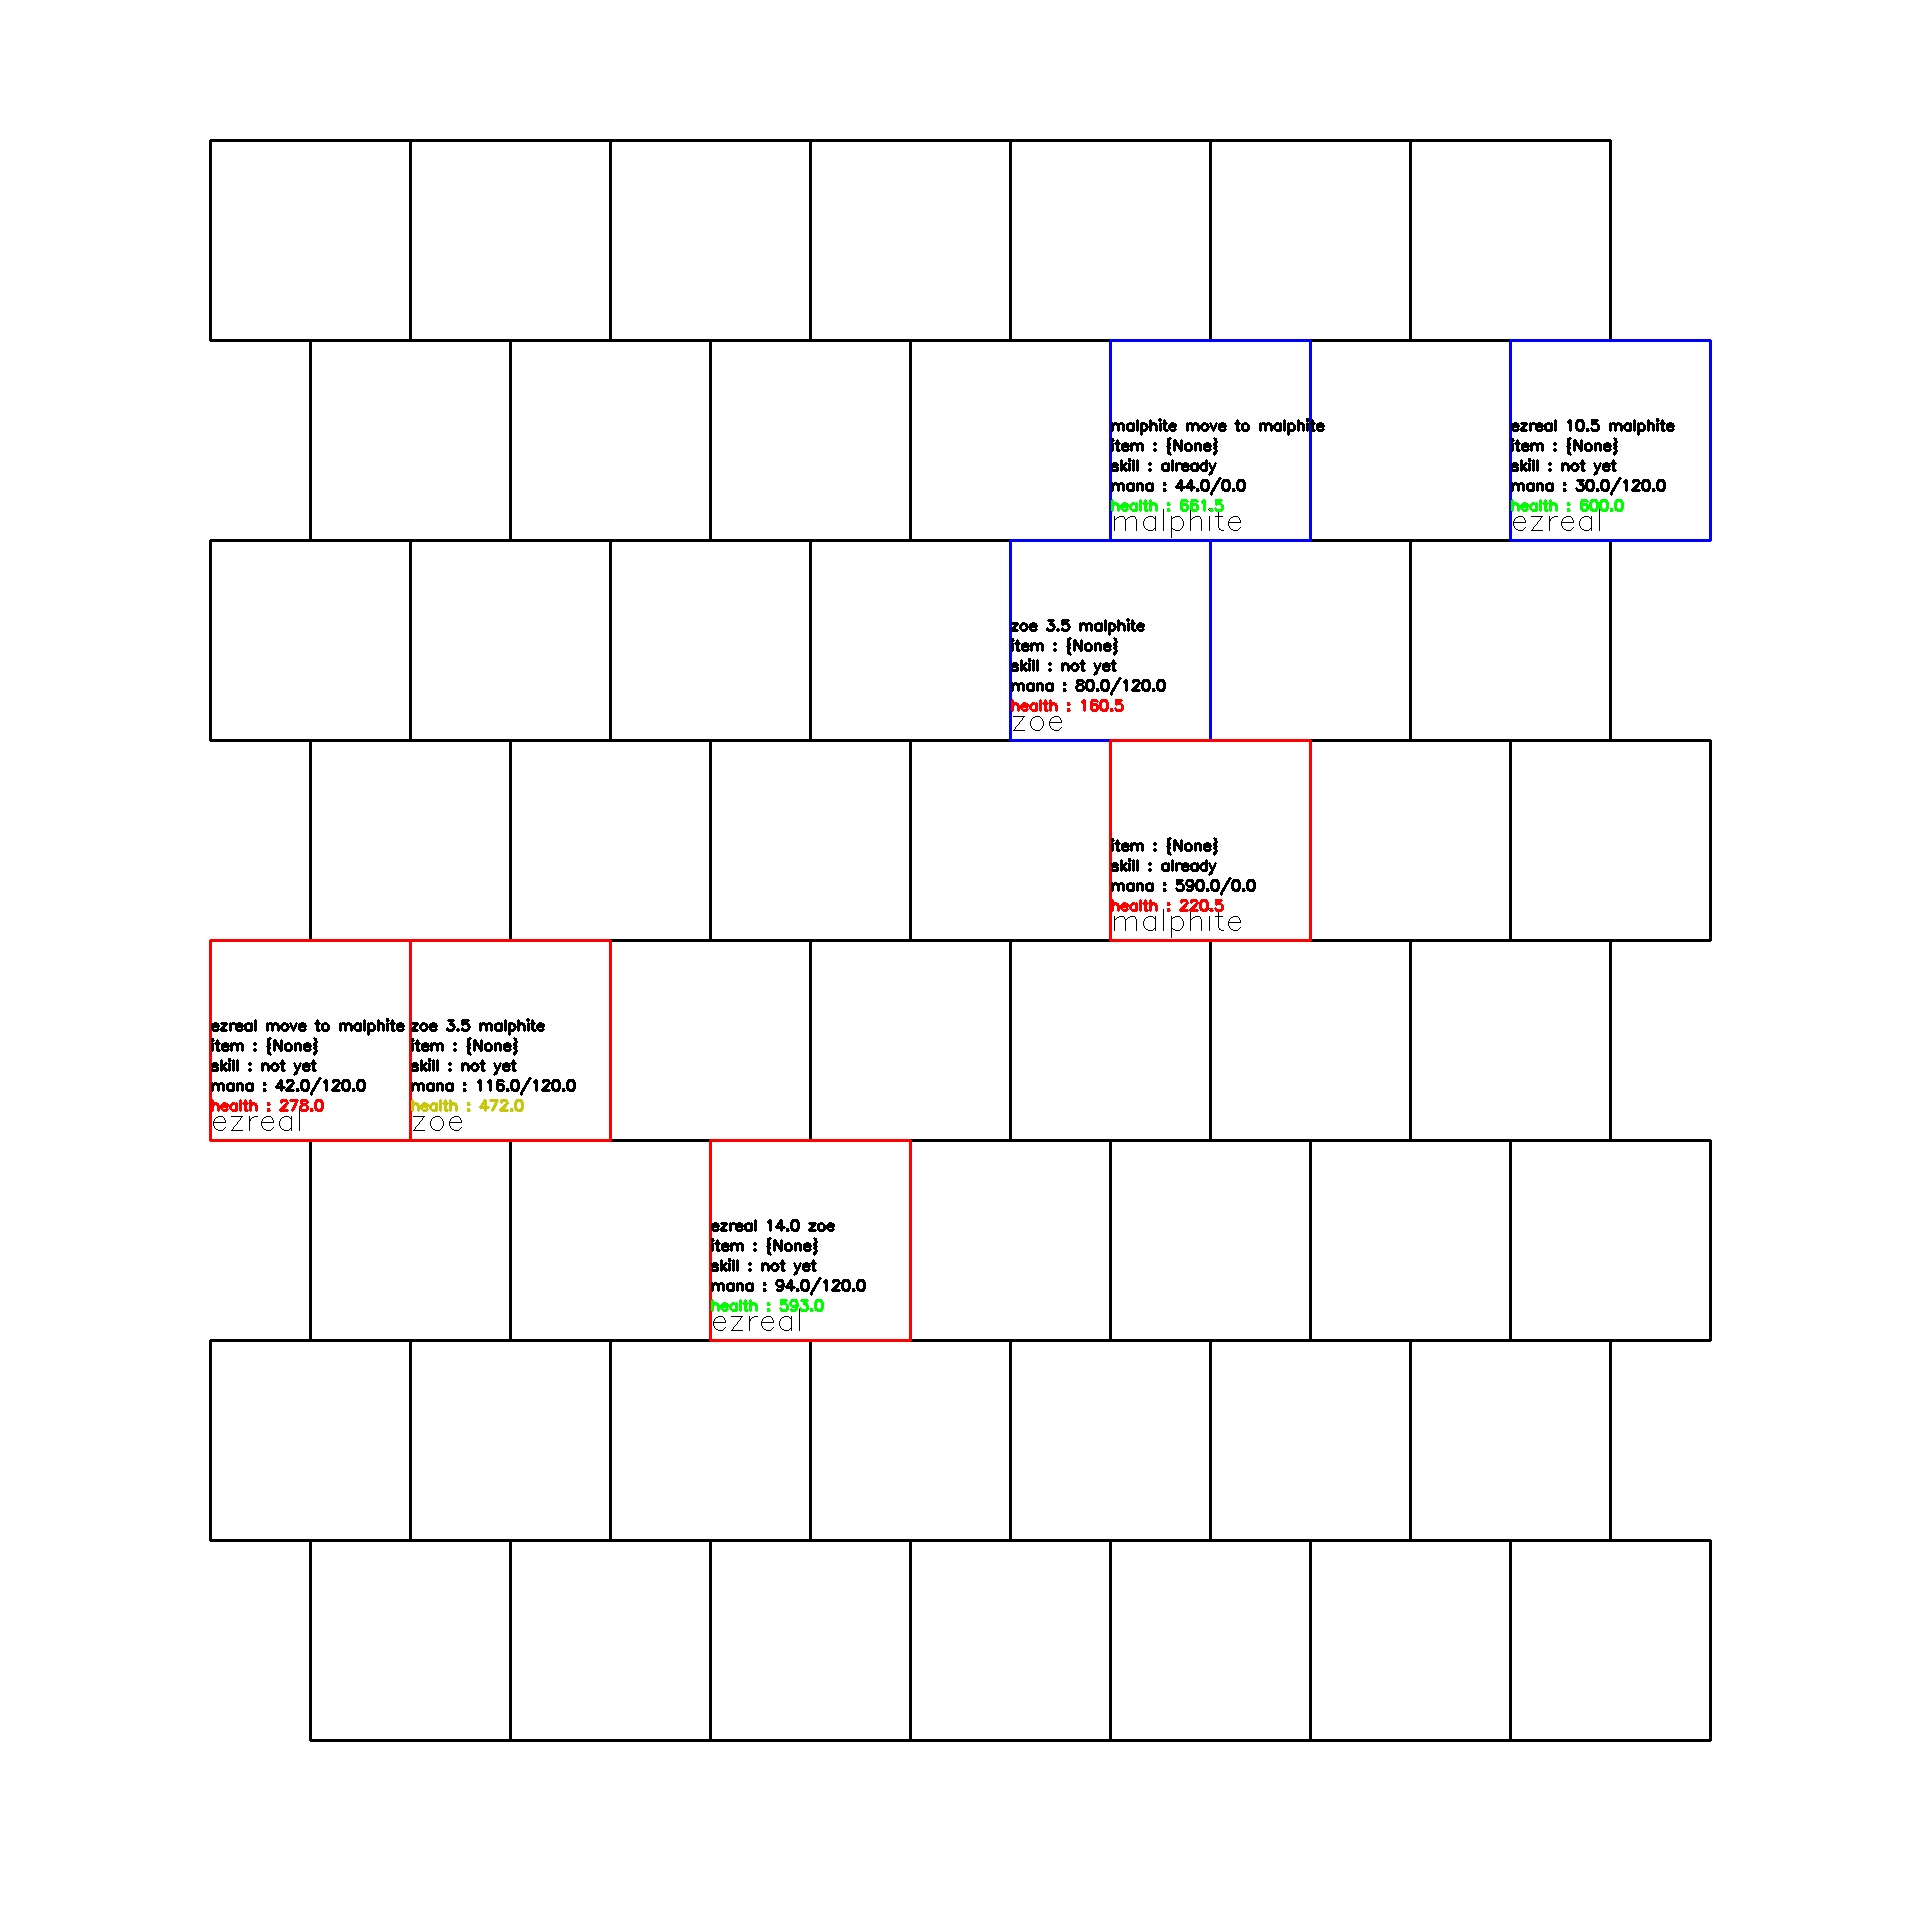 malphite move to malphite
item : {None}
skill : already
mana : 44.0/0.0
health : 661.5
malphite
ezreal 10.5 malphite
item : {None}
skill : not yet
mana : 30.0/120.0
health : 600.0
ezreal
zoe 3.5 malphite
item : {None}
skill : not yet
mana : 80.0/120.0
health : 160.5
zoe
item : {None}
skill : already
mana : 590.0/0.0
health : 220.5
malphite
ezreal move to malphite
item : {None}
skill : not yet
mana : 42.0/120.0
health : 278.0
ezreal
zoe 3.5 malphite
item : {None}
skill : not yet
mana : 116.0/120.0
health : 472.0
zoe
ezreal 14.0 zoe
item : {None}
skill : not yet
mana : 94.0/120.0
health : 593.0
ezreal